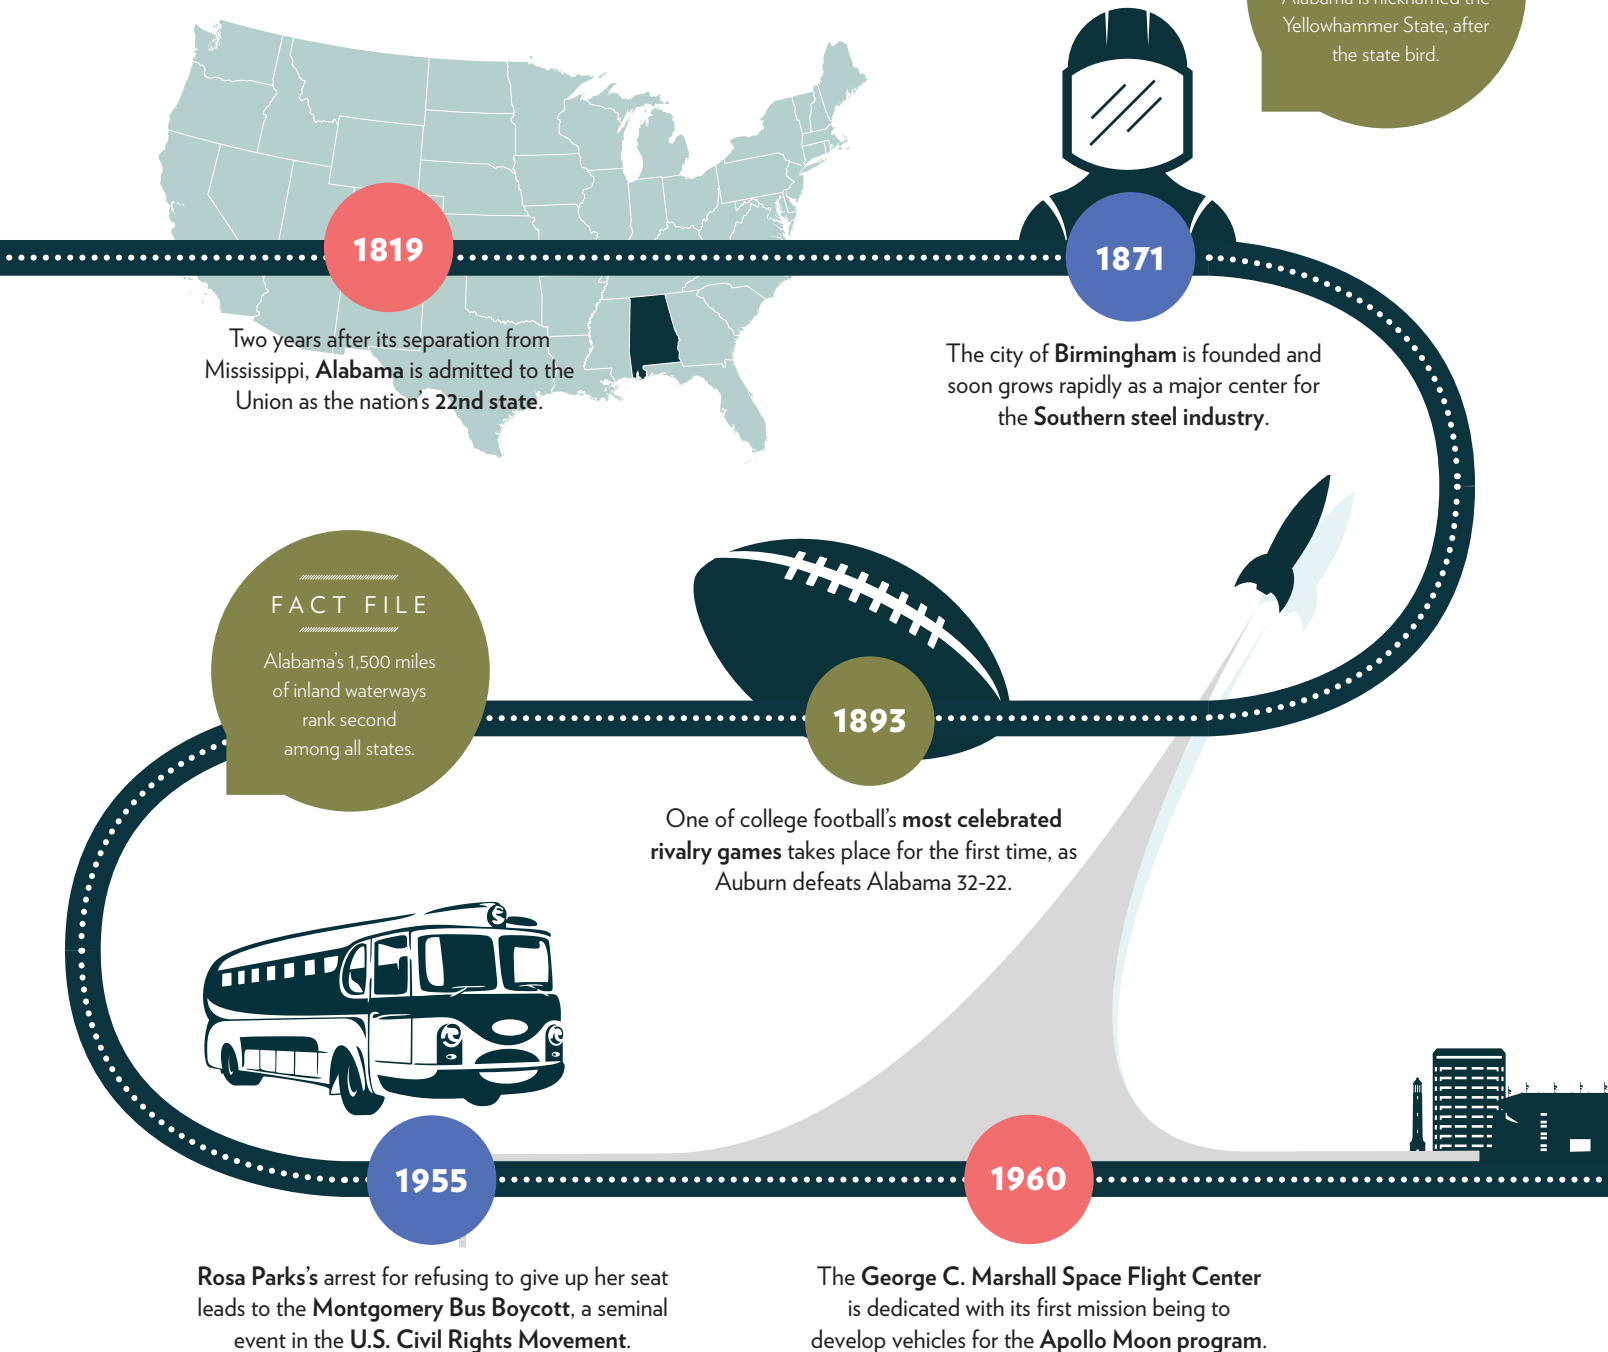 Alabama is nicknamed the
Yellowhammer State, after
the state bird.
1819
Two years after its separation from
Mississippi, Alabama is admitted to the
Union as the nation's 22nd state.
1871
The city of Birmingham is founded and
soon grows rapidly as a major center for
the Southern steel industry.
1893
One of college football's most celebrated
rivalry games takes place for the first time, as
Auburn defeats Alabama 32-22.
FACT FILE
Alabama's 1,500 miles
of inland waterways
rank second
among all states.
1955
Rosa Parks's arrest for refusing to give up her seat
leads to the Montgomery Bus Boycott, a seminal
event in the U.S. Civil Rights Movement.
1960
The George C. Marshall Space Flight Center
is dedicated with its first mission being to
develop vehicles for the Apollo Moon program.